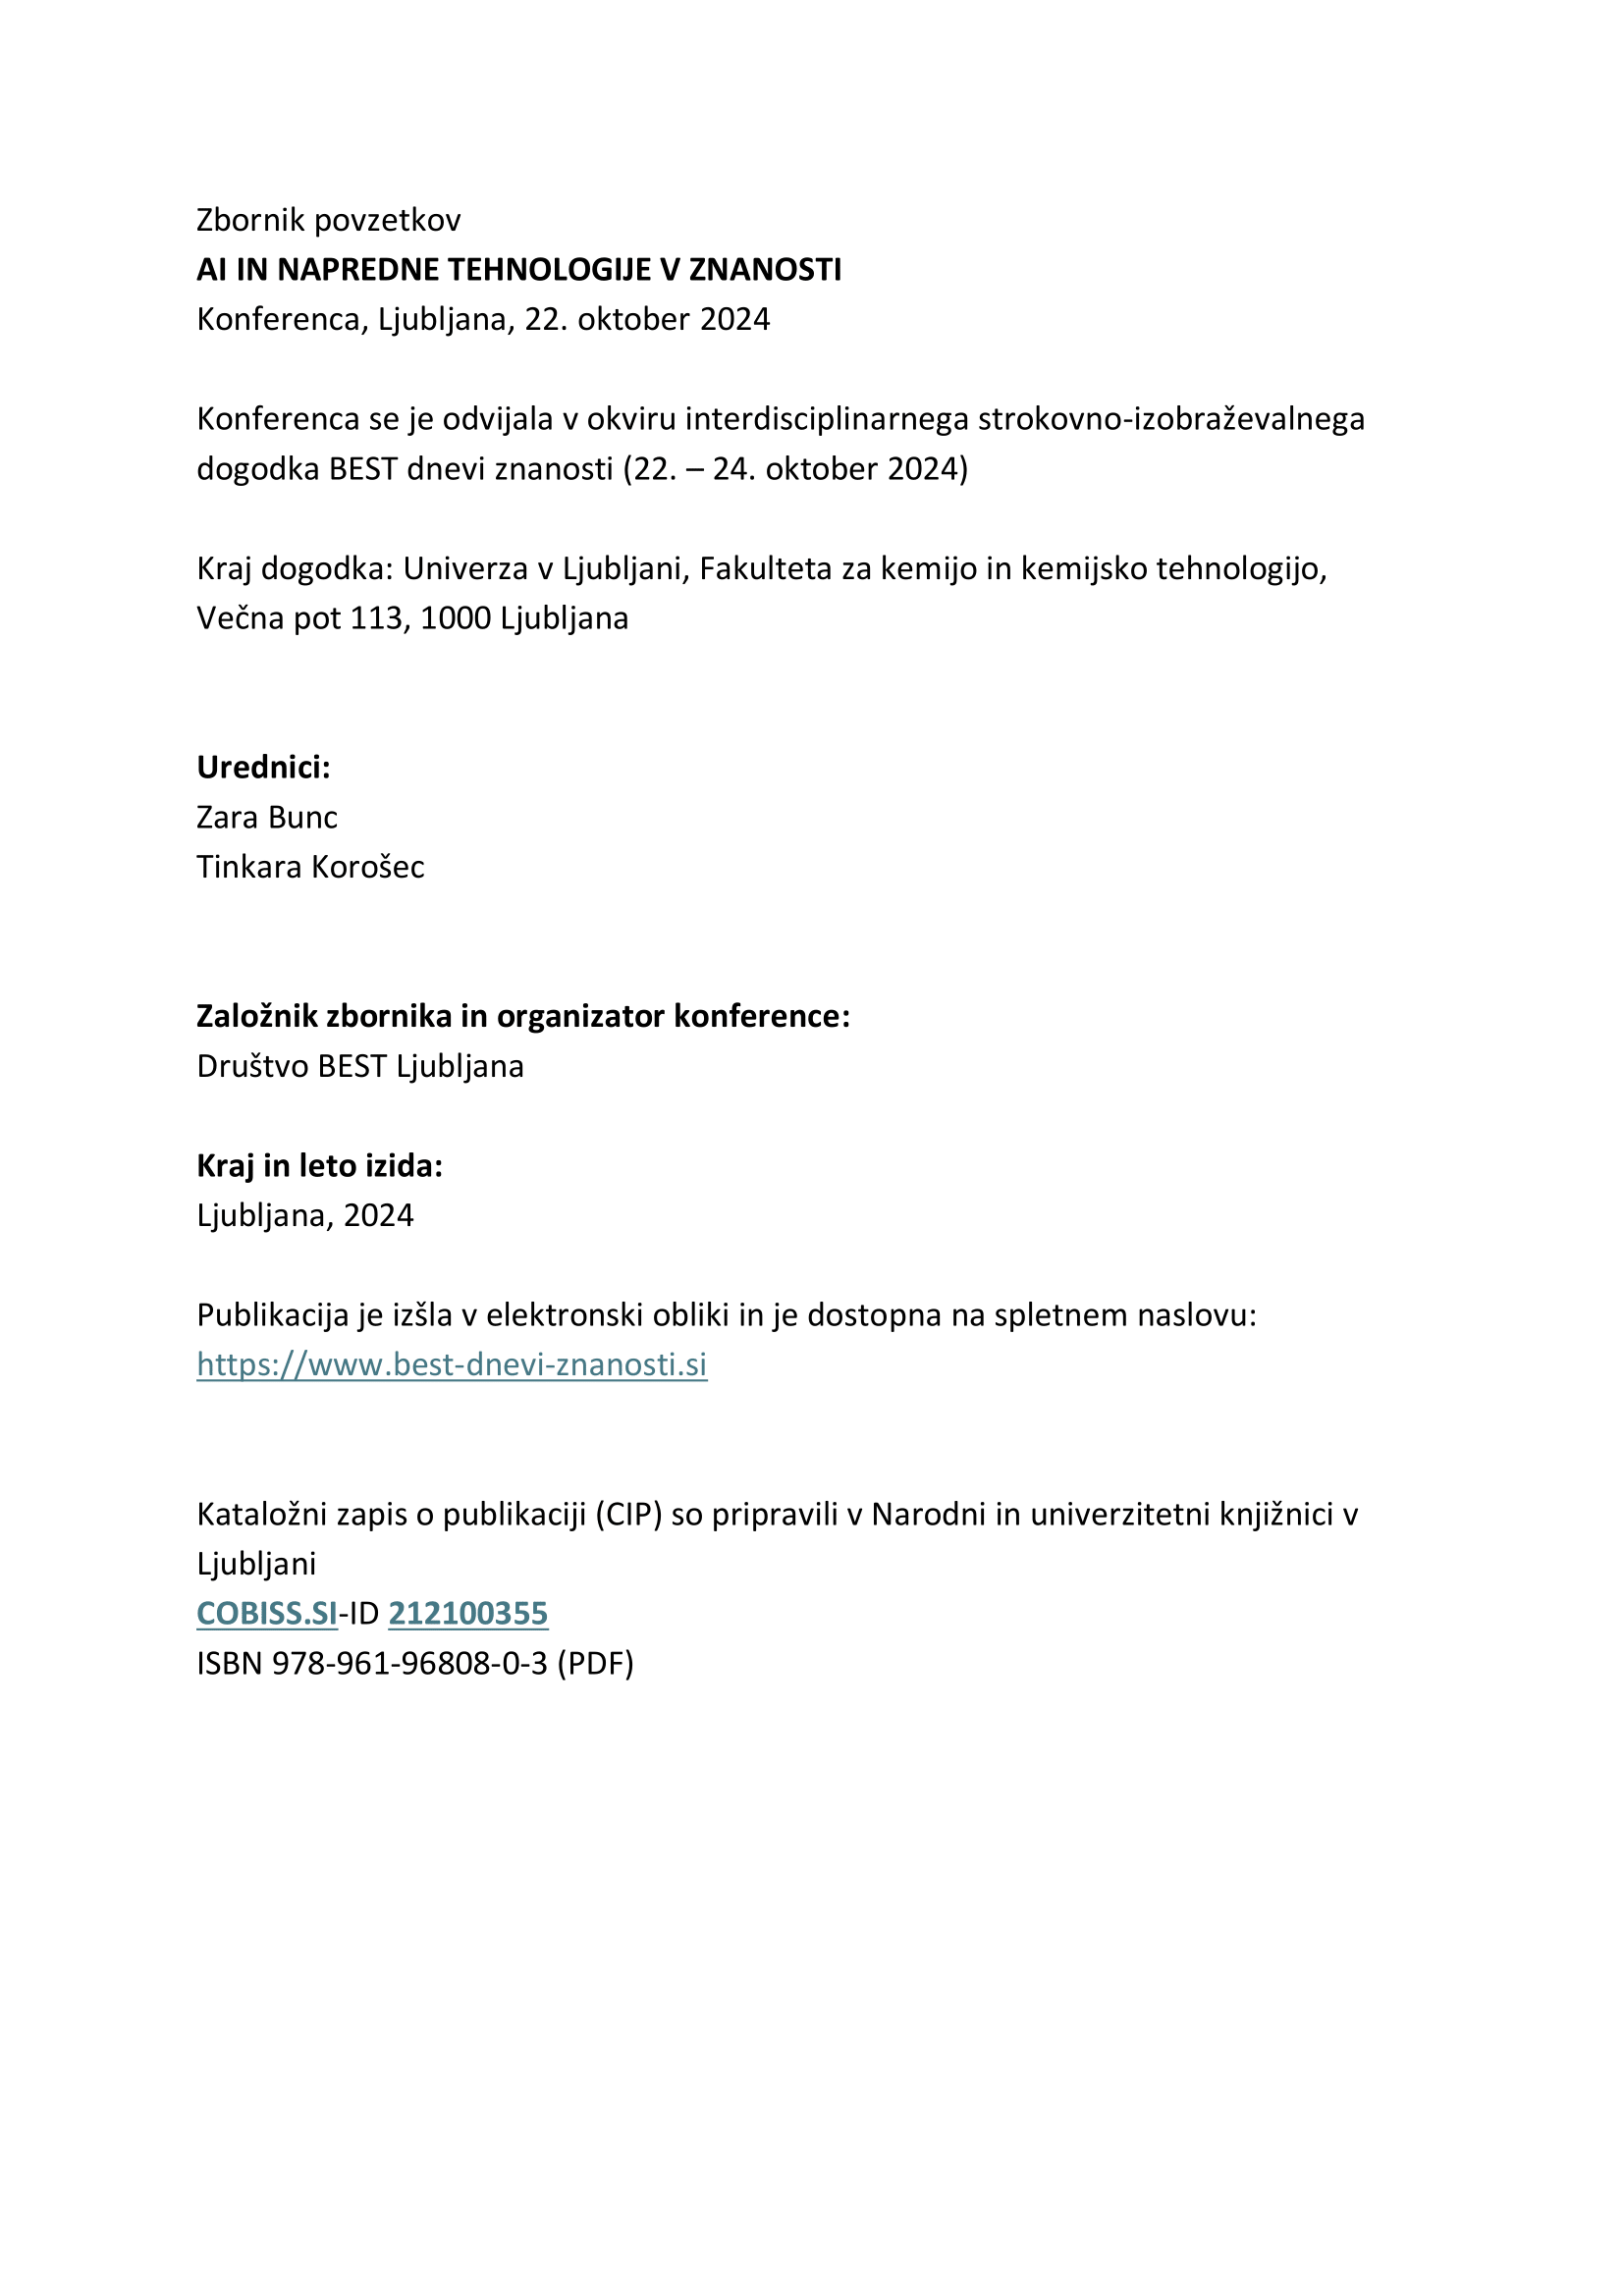 Zbornik povzetkov
AI IN NAPREDNE TEHNOLOGIJE V ZNANOSTI
Konferenca, Ljubljana, 22. oktober 2024
Konferenca se je odvijala v okviru interdisciplinarnega strokovno-izobraževalnega
dogodka BEST dnevi znanosti (22. – 24. oktober 2024)
Kraj dogodka: Univerza v Ljubljani, Fakulteta za kemijo in kemijsko tehnologijo,
Večna pot 113, 1000 Ljubljana
Urednici:
Zara Bunc
Tinkara Korošec
Založnik zbornika in organizator konference:
Društvo BEST Ljubljana
Kraj in leto izida:
Ljubljana, 2024
Publikacija je izšla v elektronski obliki in je dostopna na spletnem naslovu:
https://www.best-dnevi-znanosti.si
Kataložni zapis o publikaciji (CIP) so pripravili v Narodni in univerzitetni knjižnici v
Ljubljani
COBISS.SI-ID 212100355
ISBN 978-961-96808-0-3 (PDF)